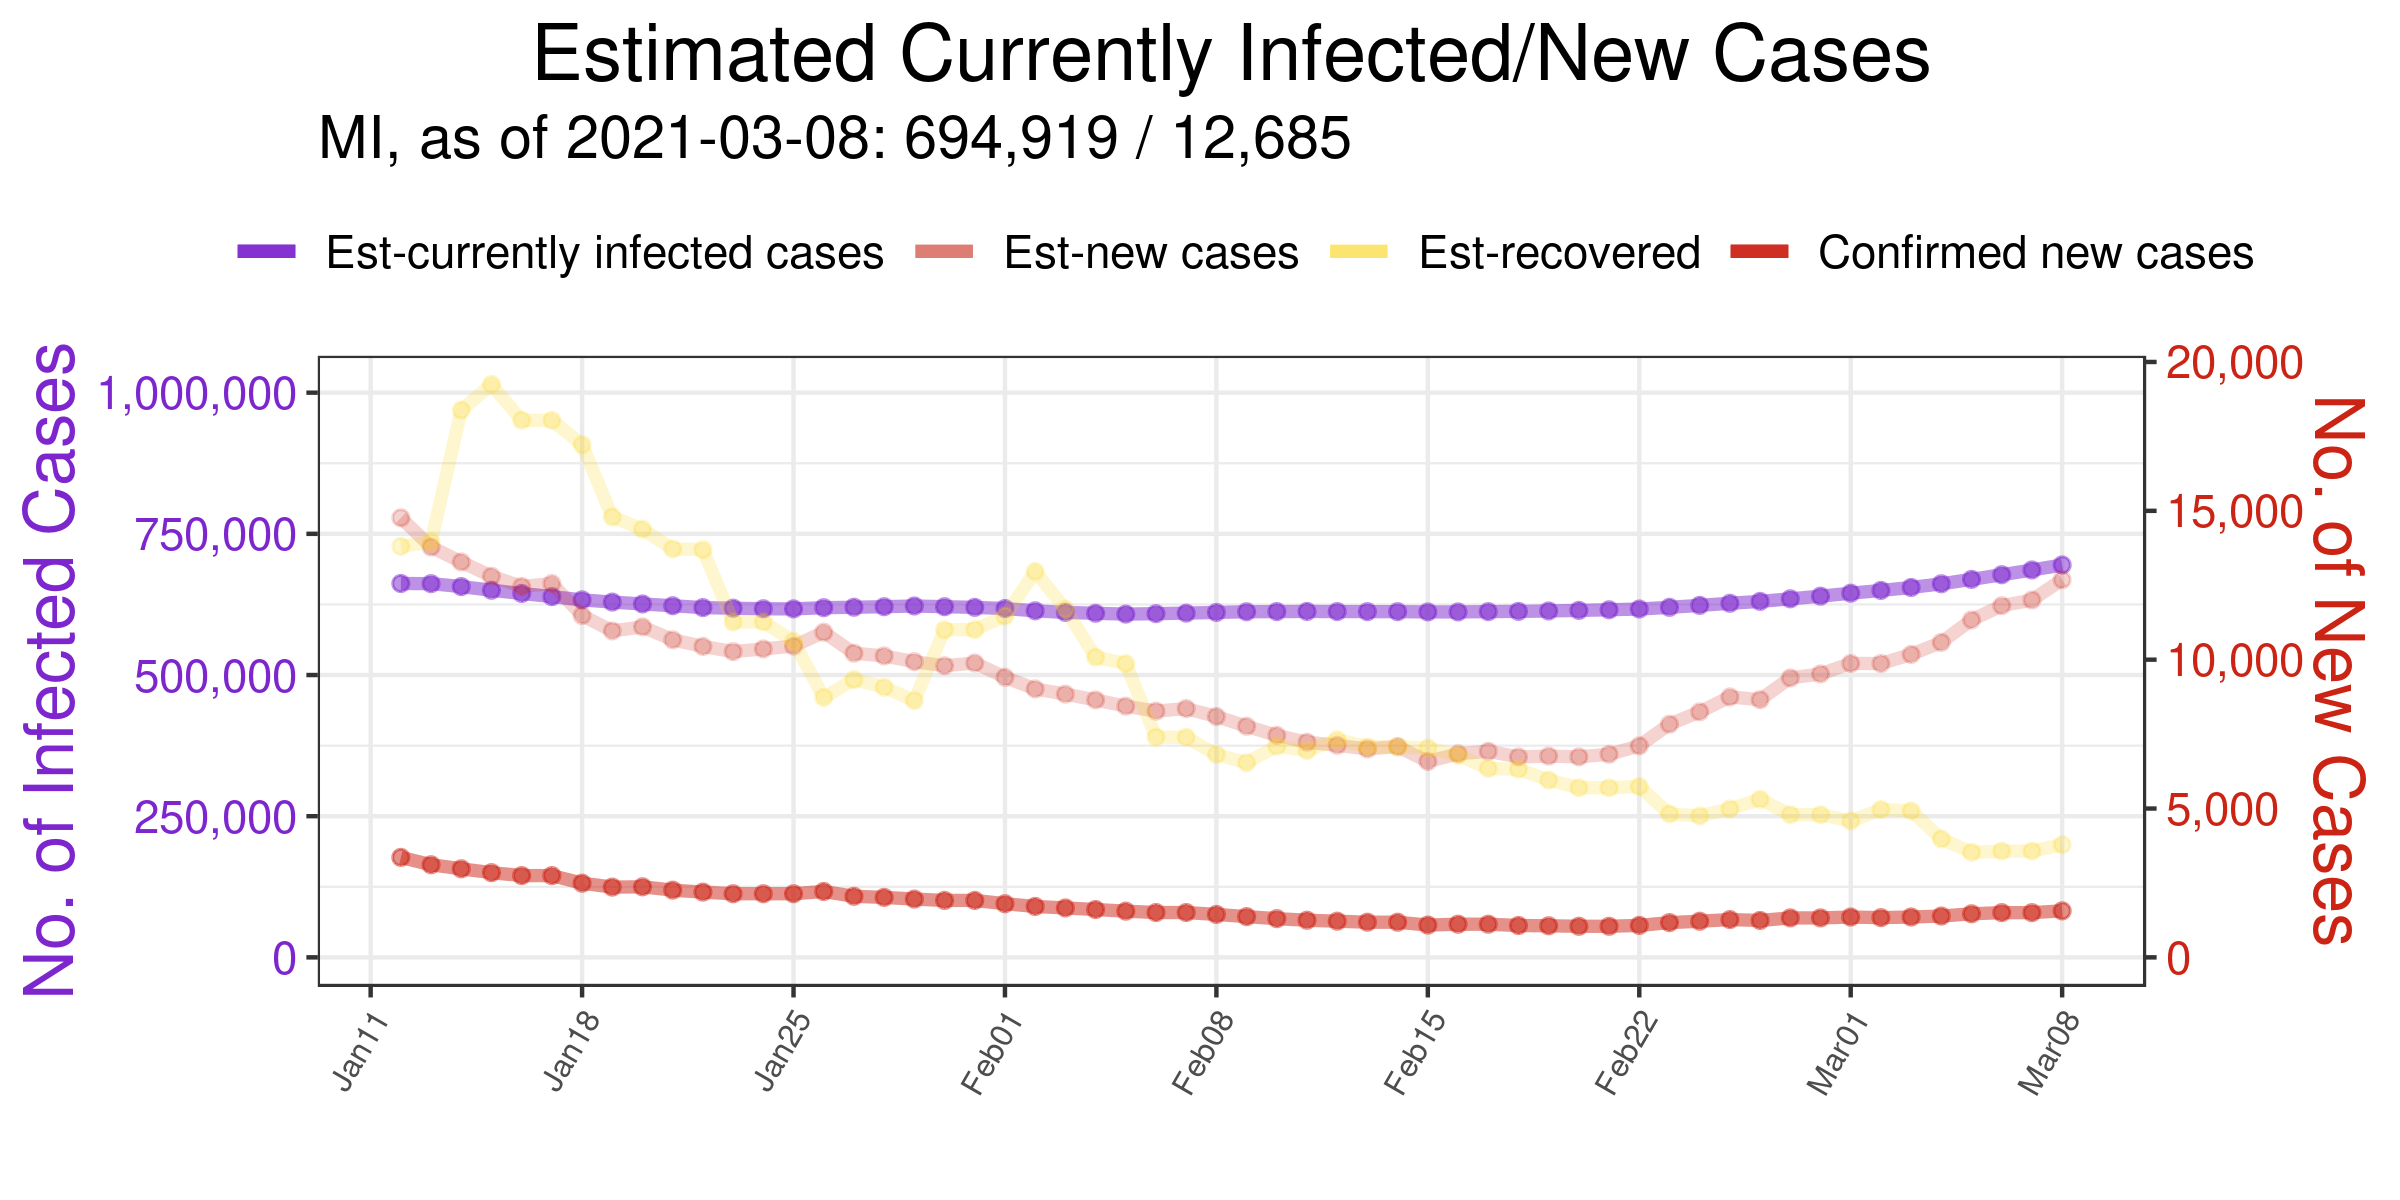 Estimated Currently Infected/New Cases
MI, as of 2021-03-08: 694,919 / 12,685
Est-currently infected cases Est-new cases Est-recovered Confirmed new cases
No. of Infected Cases
1,000,000
750,000
500,000
250,000
0
20,000
15,000
10,000
5,000
0
No. of New Cases
Jan11 Jan18 Jan25 Feb01 Feb08 Feb15 Feb22 Mar01 Mar08